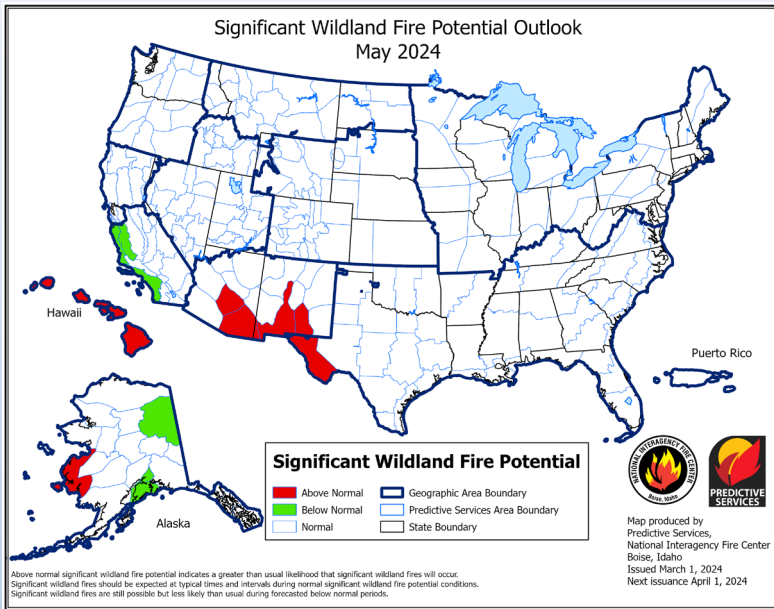 Significant Wildland Fire Potential Outlook
May 2024
Hawaii
Puerto Rico
Alaska
Significant Wildland Fire Potential
Above Normal
Below Normal
Normal
Geographic Area Boundary
Predictive Services Area Boundary
State Boundary
NATIONAL INTERAGENCY FIRE CENTER
Boise, Idaho
PREDICTIVE
SERVICES
Map produced by
Predictive Services,
National Interagency Fire Center
Boise, Idaho
Issued March 1, 2024
Next issuance April 1, 2024
Above normal significant wildland fire potential indicates a greater than usual likelihood that significant wildland fires will occur.
Significant wildland fires should be expected at typical times and intervals during normal significant wildland fire potential conditions.
Significant wildland fires are still possible but less likely than usual during forecasted below normal periods.